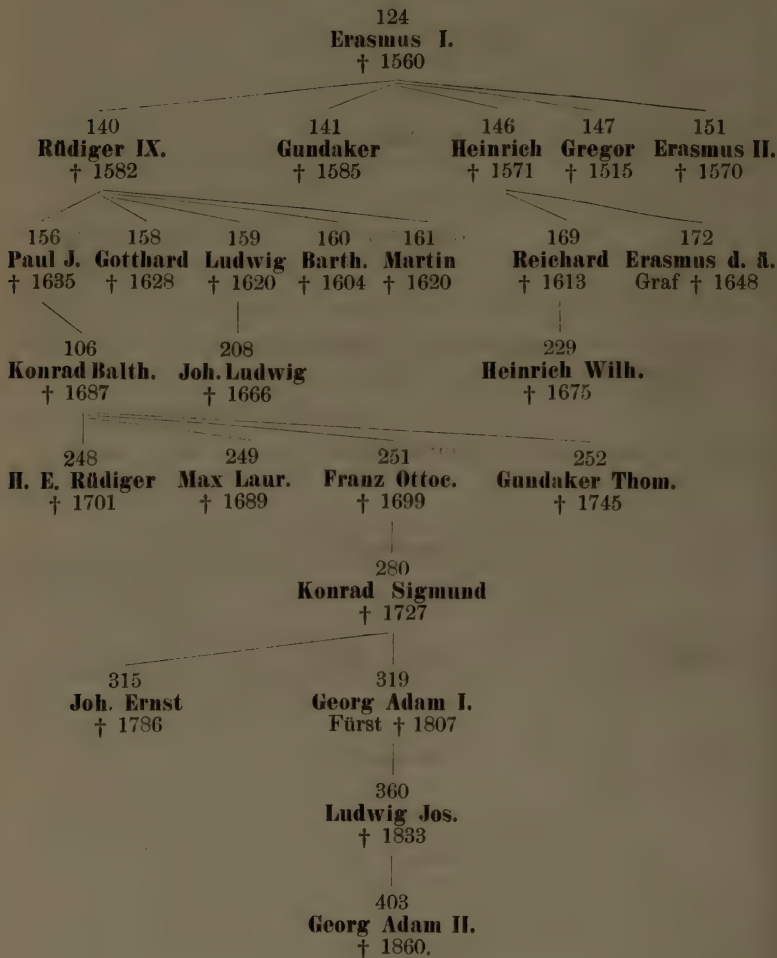 124
Erasmus I.
† 1560
140 141 146 147 151
Rüdiger IX. Gundaker Heinrich Gregor Erasmus II.
† 1582 † 1585 † 1571 † 1515 † 1570
156 158 159 160 161 169 172
Paul J. Gotthard Ludwig Barth. Martin Reichard Erasmus d. ä.
† 1635 † 1628 † 1620 † 1604 † 1620 † 1613 Graf † 1648
106 208 229
Konrad Balth. Joh. Ludwig Heinrich Wilh.
† 1687 † 1666 † 1675
248 249 251 252
H. E. Rüdiger Max Laur. Franz Ottoc. Gundaker Thom.
† 1701 † 1689 † 1699 † 1745
280
Konrad Sigmund
† 1727
315 319
Joh. Ernst Georg Adam I.
† 1786 Fürst † 1807
360
Ludwig Jos.
† 1833
403
Georg Adam II.
† 1860.